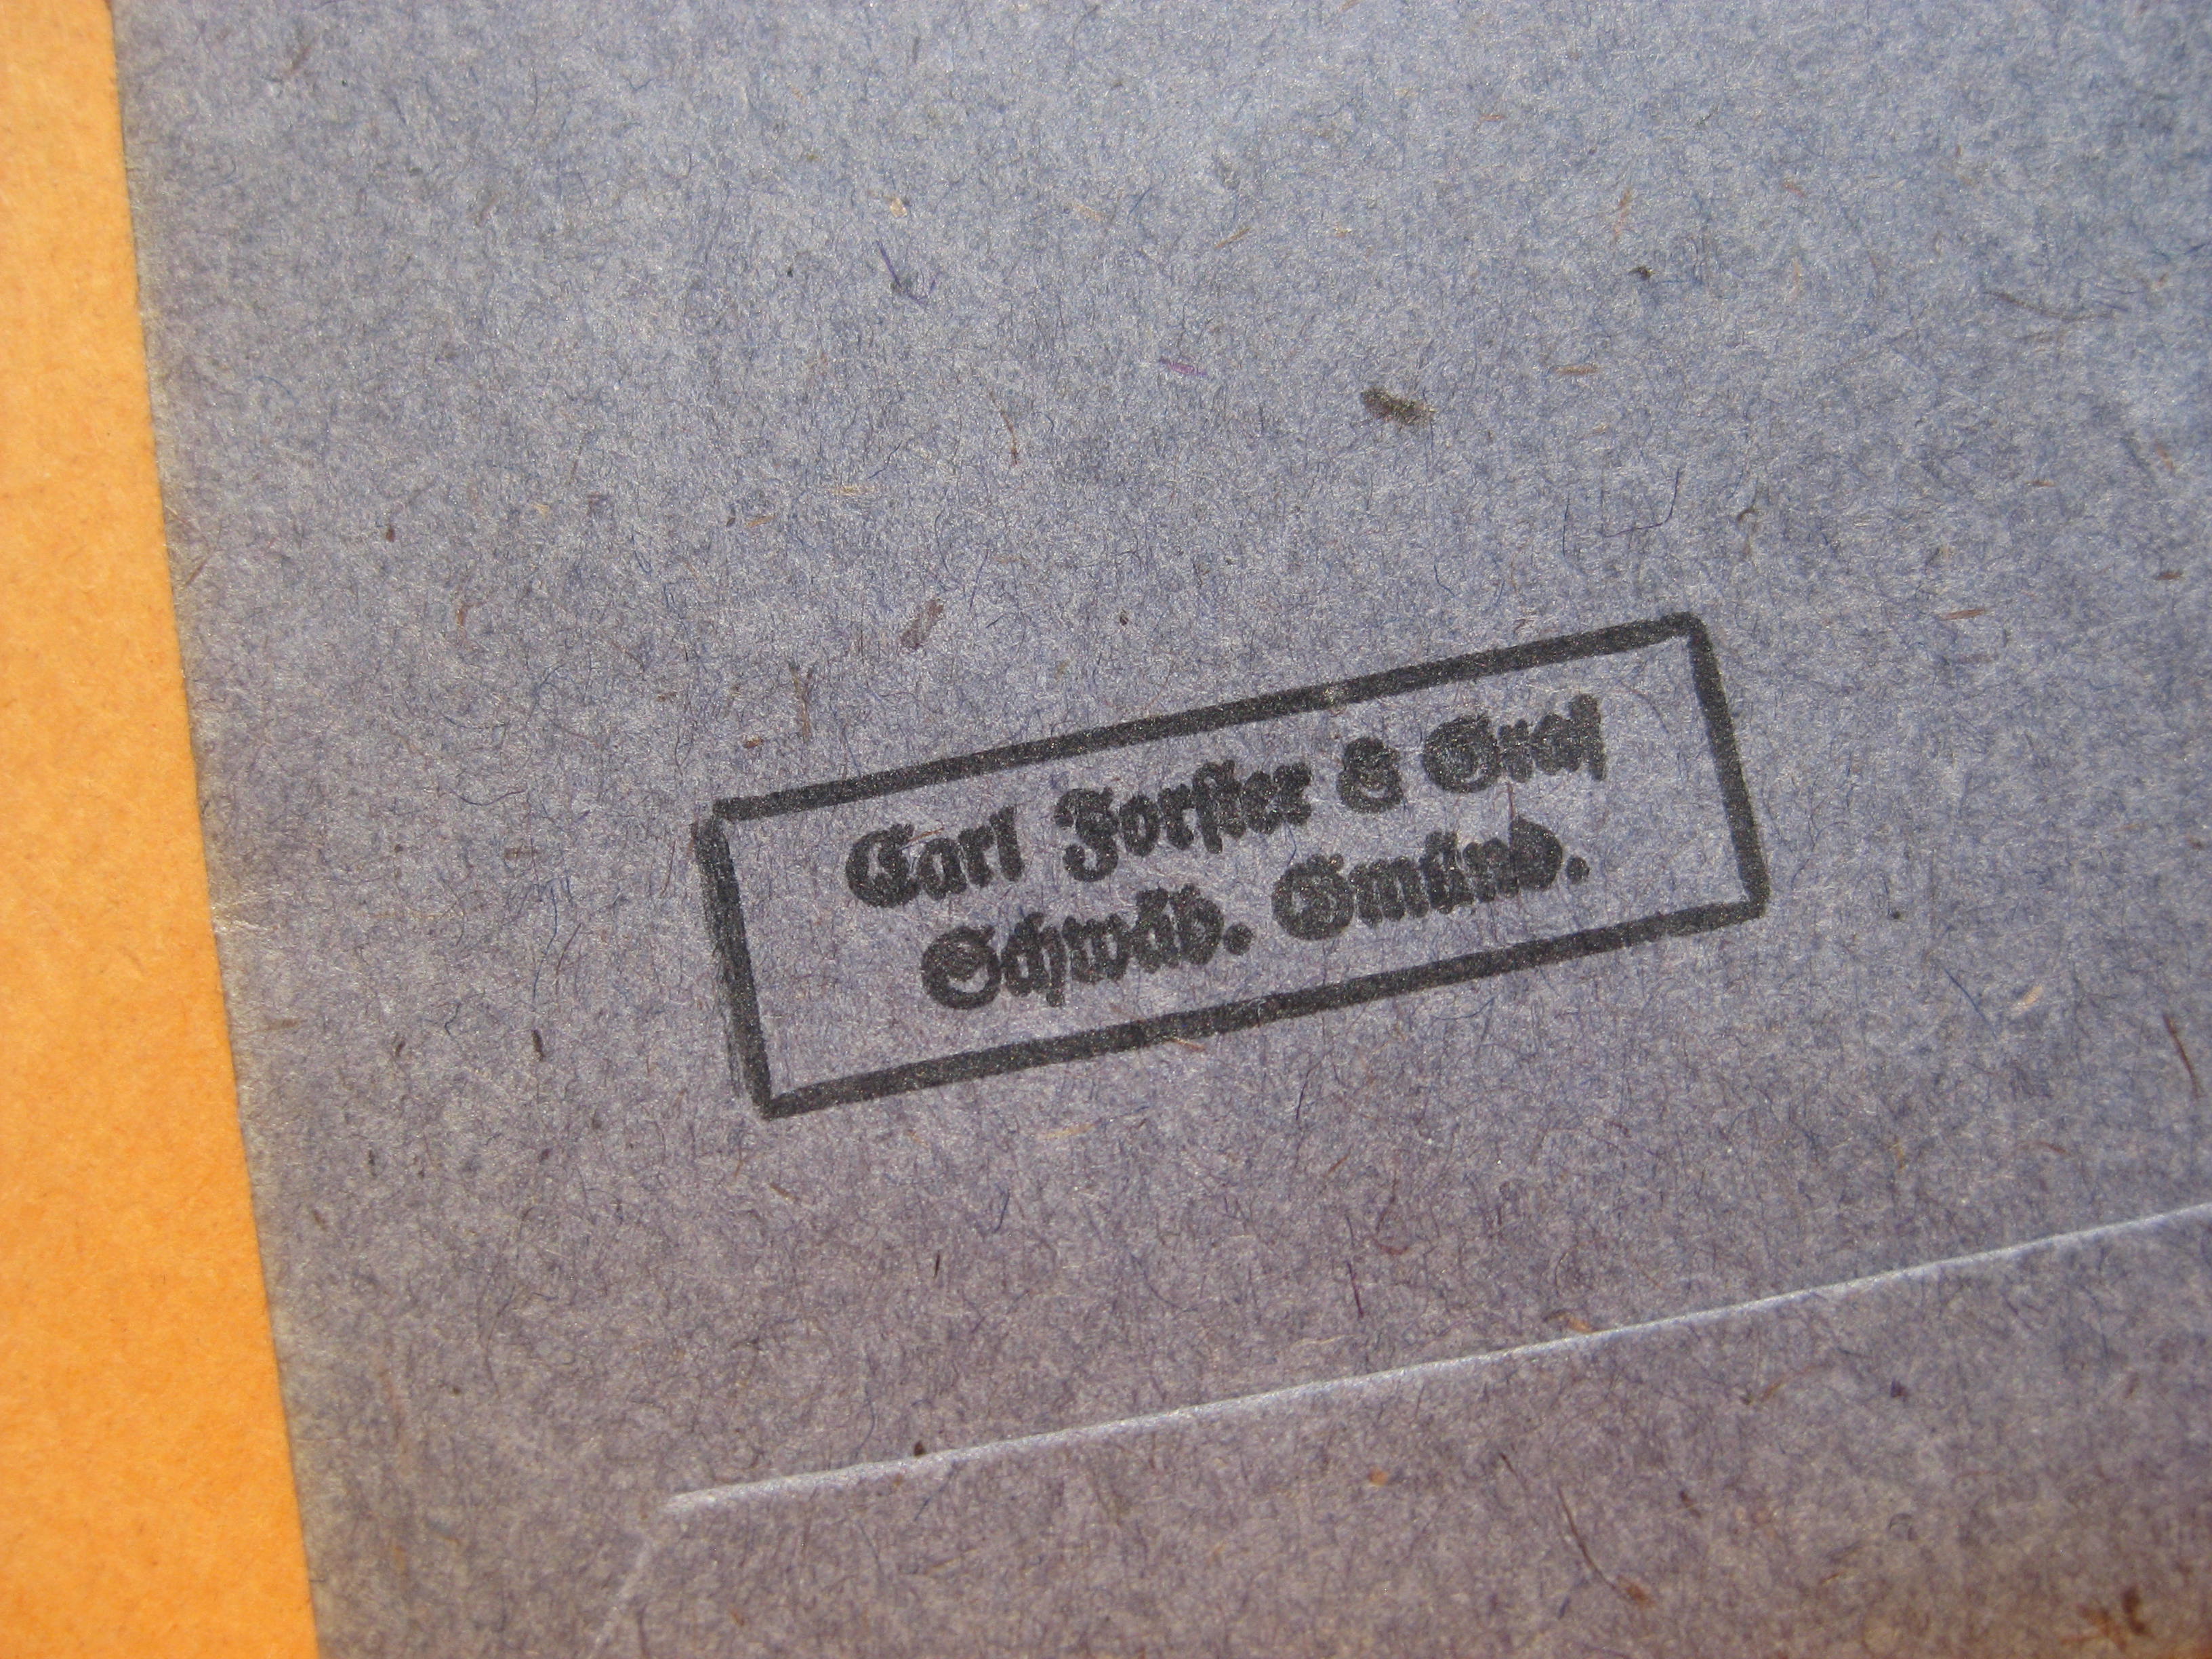 Carl Forster & Graf
Schwäb. Gmünd.